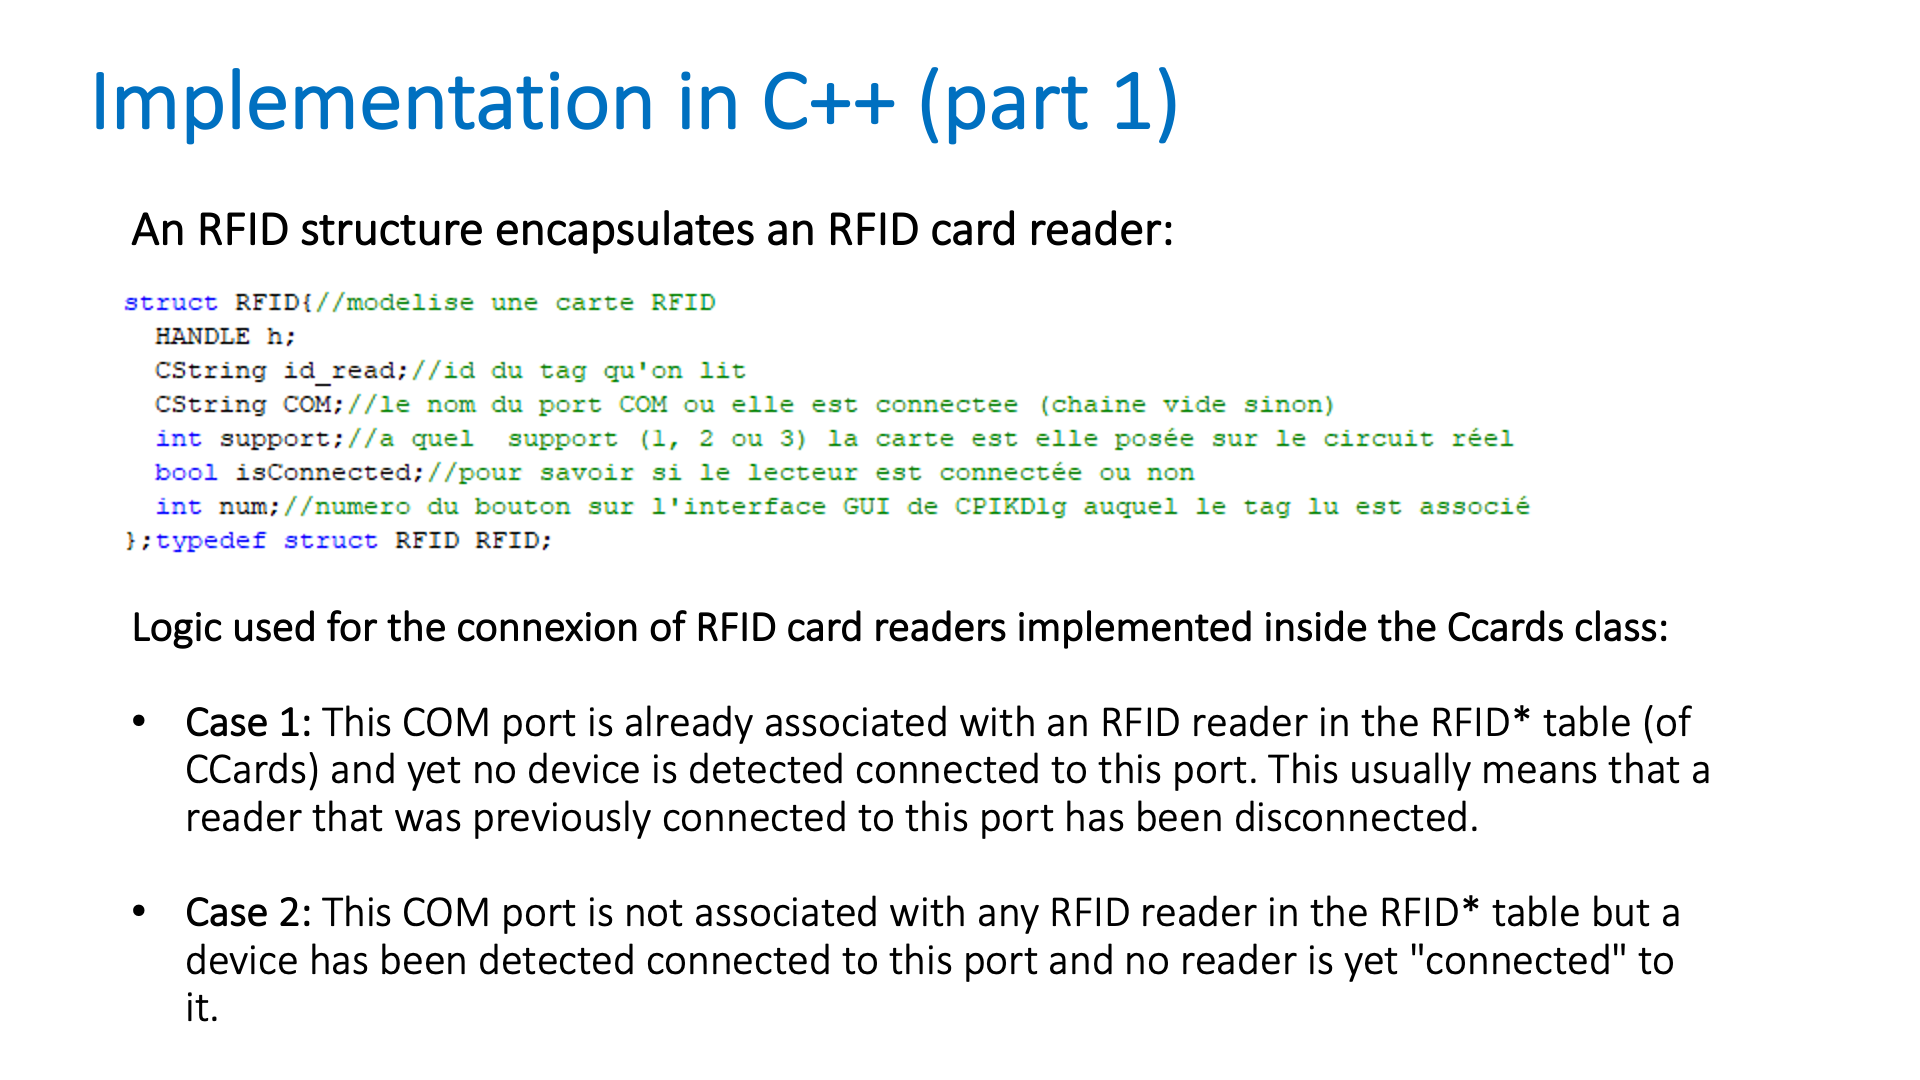 Implementation in C++ (part 1)
An RFID structure encapsulates an RFID card reader:
struct RFID{//modelise une carte RFID
HANDLE h;
CString id_read;//id du tag qu'on lit
CString COM;//le nom du port COM ou elle est connectee (chaine vide sinon)
int support;//a quel  support (1, 2 ou 3) la carte est elle posée sur le circuit réel
bool isConnected;//pour savoir si le lecteur est connectée ou non
int num;//numero du bouton sur l'interface GUI de CPIKDlg auquel le tag lu est associé
};typedef struct RFID RFID;
Logic used for the connexion of RFID card readers implemented inside the Ccards class:
• Case 1: This COM port is already associated with an RFID reader in the RFID* table (of
CCards) and yet no device is detected connected to this port. This usually means that a
reader that was previously connected to this port has been disconnected.
• Case 2: This COM port is not associated with any RFID reader in the RFID* table but a
device has been detected connected to this port and no reader is yet "connected" to
it.